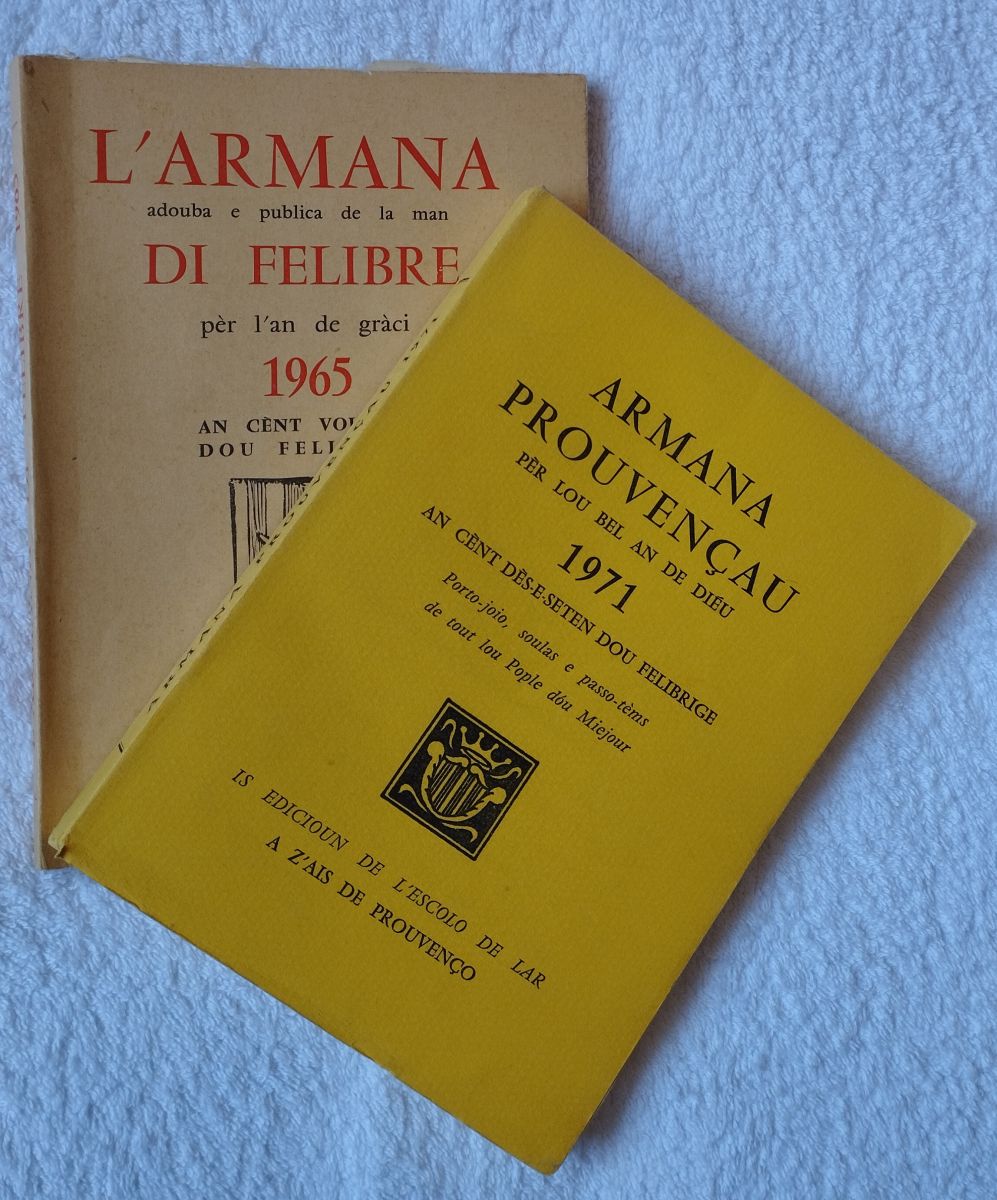 L'ARMANA
adouba e publica de la man
DI FELIBRE
pèr l'an de gràci
1965
AN CÈNT
DOU
ARMANA
PROUVENÇAU
PÈR LOU BEL AN DE DIÉU
1971
AN CÈNT DÈS-E-SETEN DOU FELIBRIGE
Porto-joio, soulas e passo-tèms
de tout lou Pople dóu Miejour
IS EDICIOUN DE L'ESCOLO DE LAR
A Z'AIS DE PROUVENÇO